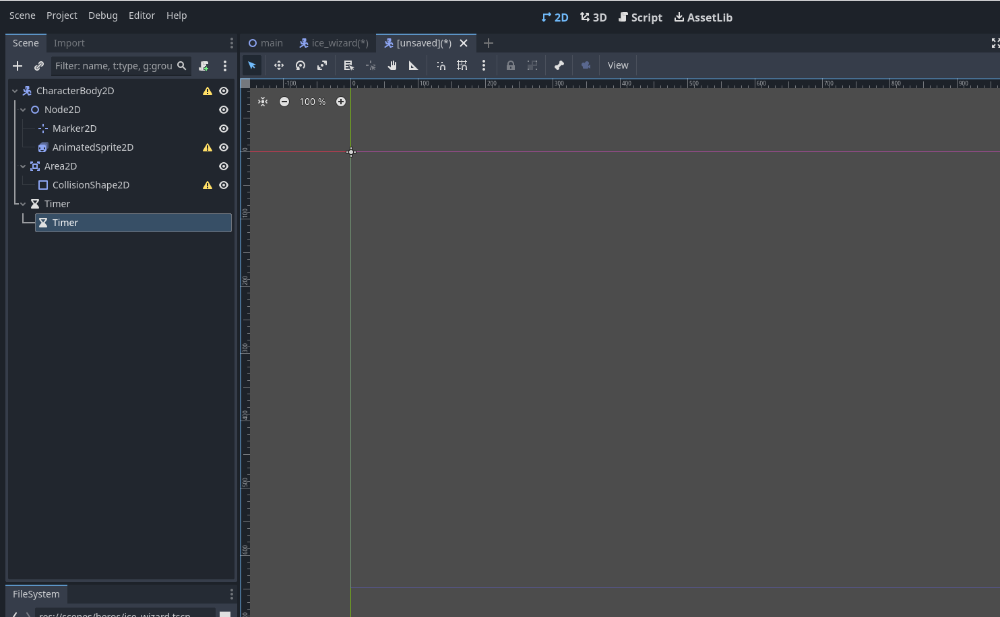 Scene Project Debug Editor Help
2D 3D Script AssetLib
Scene Import
main ice_wizard(*) [unsaved](*)
Filter: name, t:type, g:grou
View
-100 0 100 200 300 400 500 600 700 800 900
100 %
CharacterBody2D
Node2D
Marker2D
AnimatedSprite2D
Area2D
CollisionShape2D
Timer
Timer
0
100
200
300
400
500
600
FileSystem
res://scenes/heros/ice_wizard.tscn